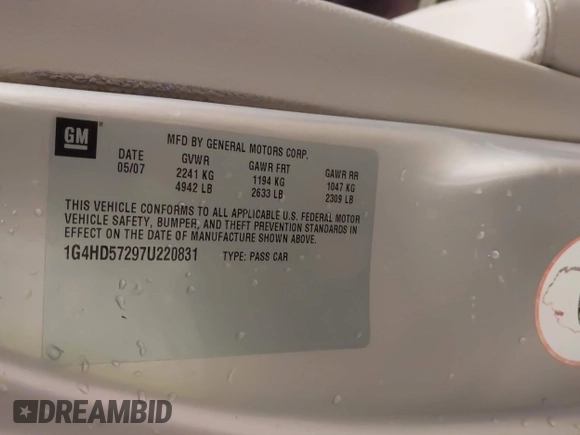 GM
MFD BY GENERAL MOTORS CORP.
DATE GVWR GAWR FRT GAWR RR
05/07 2241 KG 1194 KG 1047 KG
4942 LB 2633 LB 2309 LB
THIS VEHICLE CONFORMS TO ALL APPLICABLE U.S. FEDERAL MOTOR
VEHICLE SAFETY, BUMPER, AND THEFT PREVENTION STANDARDS IN
EFFECT ON THE DATE OF MANUFACTURE SHOWN ABOVE.
1G4HD57297U220831 TYPE: PASS CAR
DREAMBID